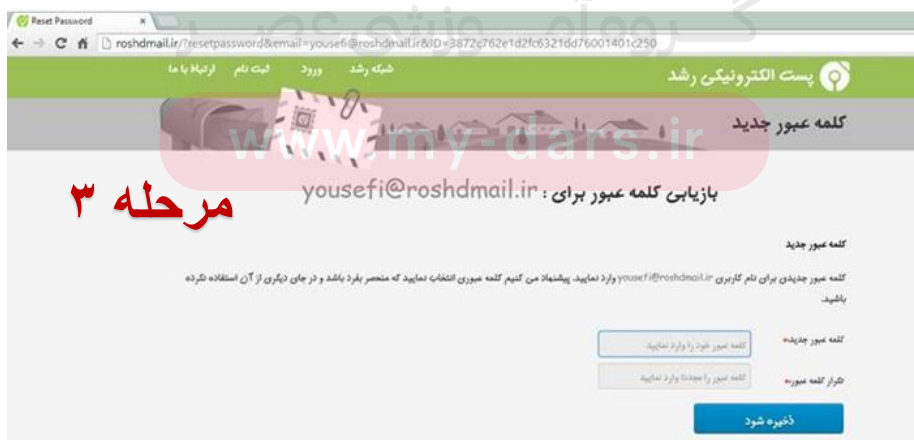 گروه آموزشی عصر
Reset Password
roshdmail.ir/?resetpassword&email=yousefi@roshdmail.ir&ID=3872c762e1d2fc6321dd76001401c250
پست الکترونیکی رشد
شبکه رشد ورود ثبت نام ارتباط با ما
کلمه عبور جدید
www.my-dars.ir
بازیابی کلمه عبور برای : yousefi@roshdmail.ir
مرحله ۳
کلمه عبور جدید
کلمه عبور جدیدی برای نام کاربری yousefi@roshdmail.ir وارد نمایید. پیشنهاد می کنیم کلمه عبوری انتخاب نمایید که منحصر بفرد باشد و در جای دیگری از آن استفاده نکرده
باشید.
کلمه عبور جدید:*
کلمه عبور خود را وارد نمایید
تکرار کلمه عبور:*
کلمه عبور را مجددا وارد نمایید
ذخیره شود